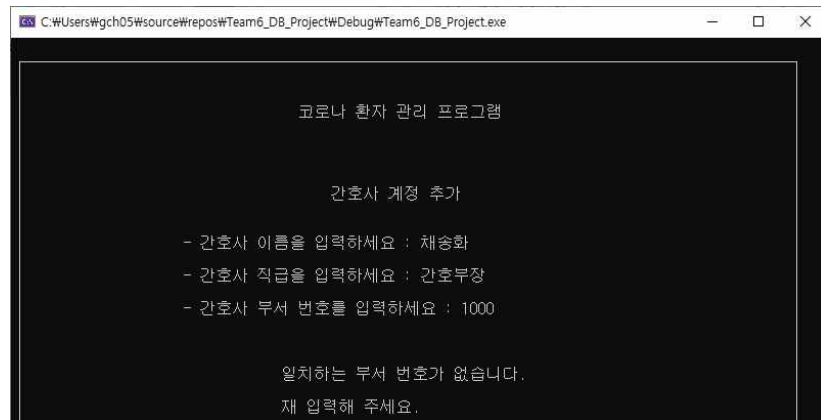 C:₩Users₩gch05₩source₩repos₩Team6_DB_Project₩Debug₩Team6_DB_Project.exe
코로나 환자 관리 프로그램
간호사 계정 추가
- 간호사 이름을 입력하세요 : 채송화
- 간호사 직급을 입력하세요 : 간호부장
- 간호사 부서 번호를 입력하세요 : 1000
일치하는 부서 번호가 없습니다.
재 입력해 주세요.